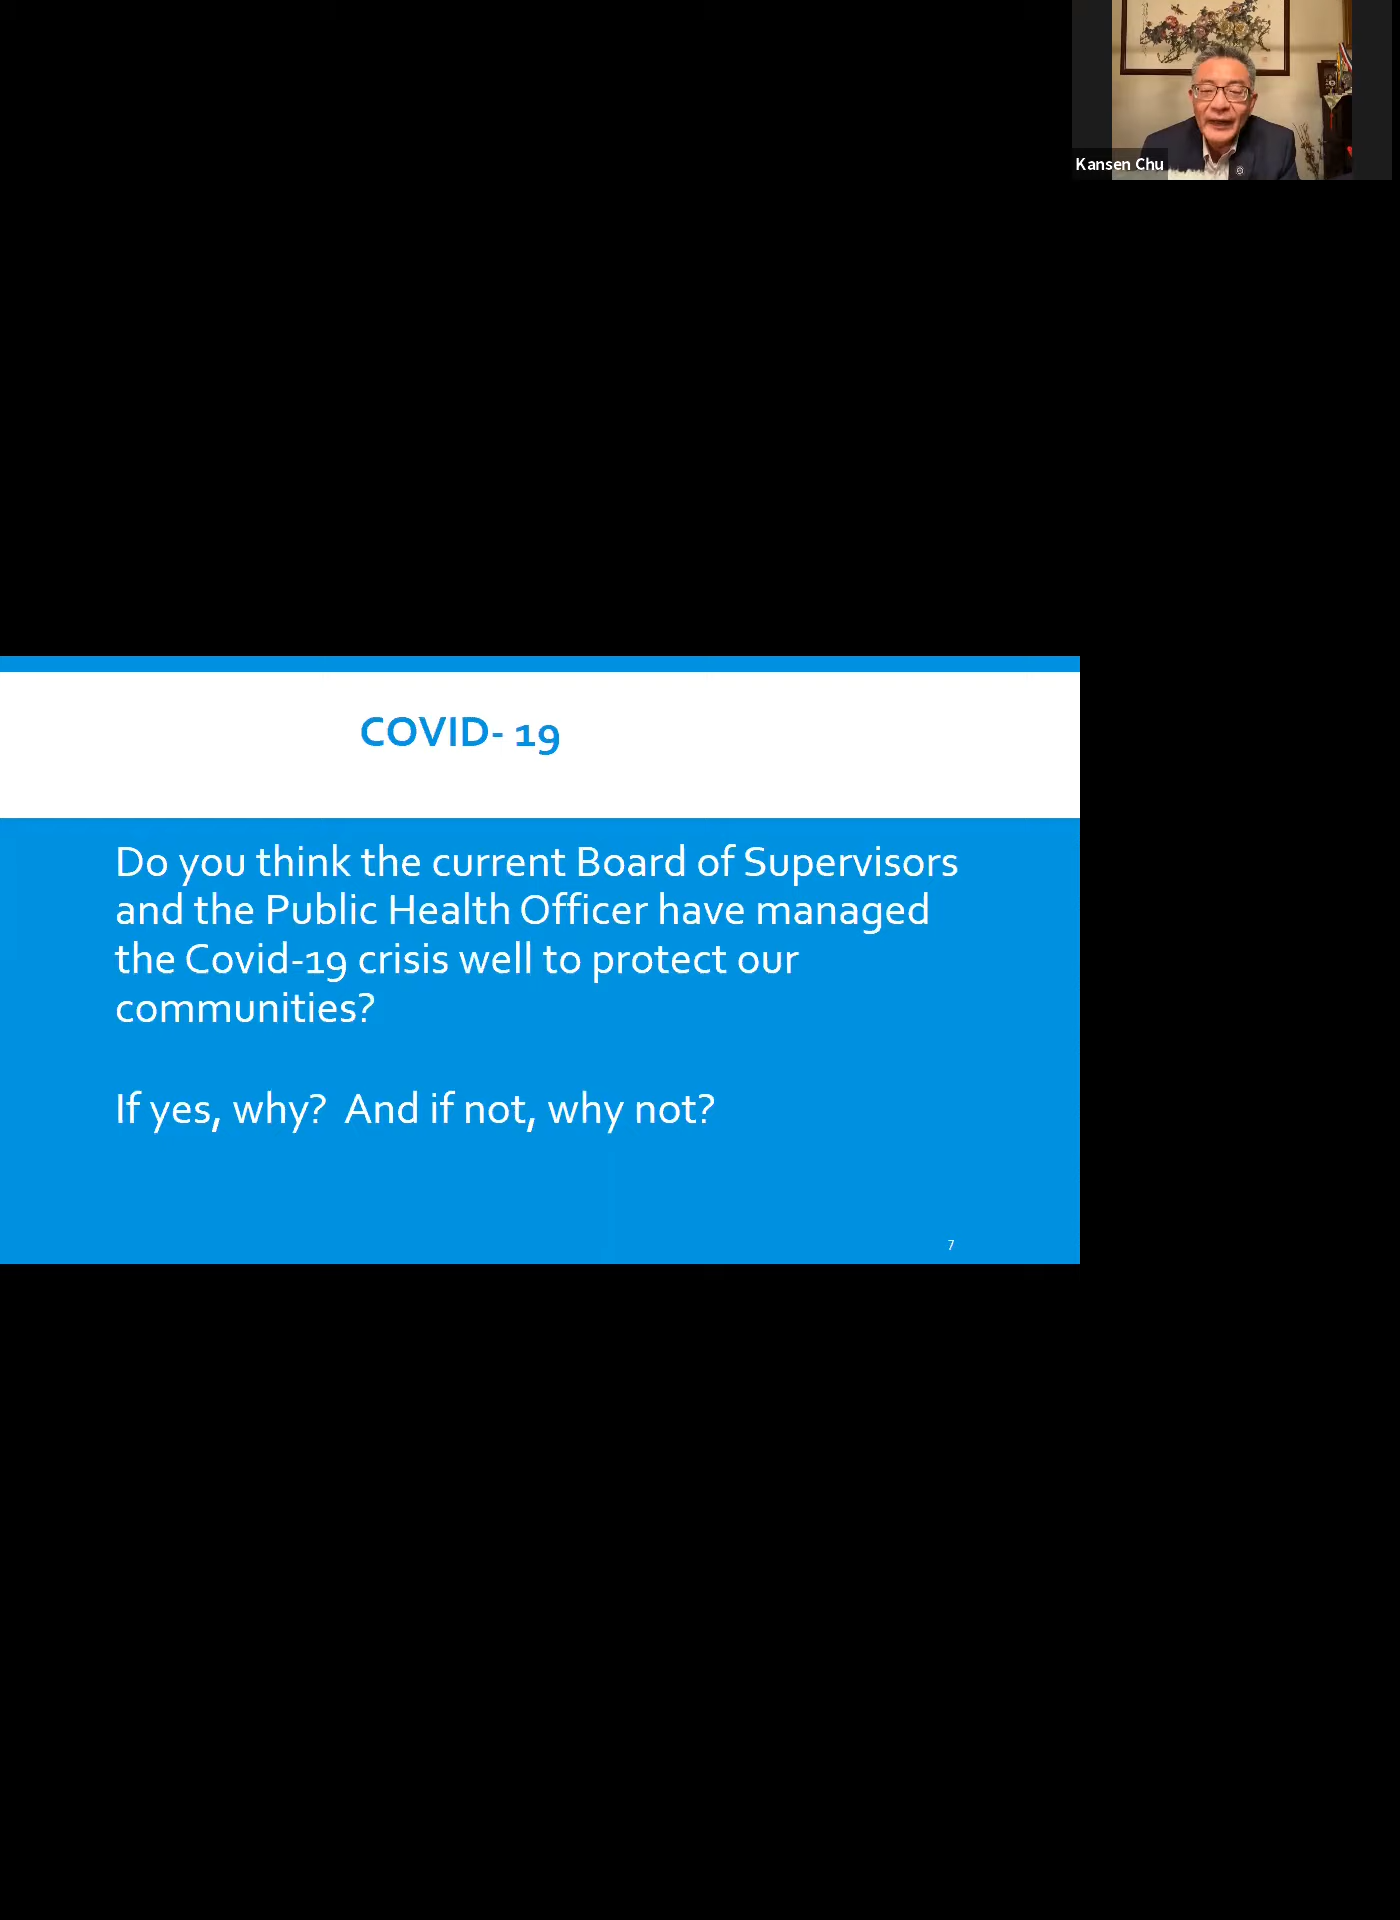 Kansen Chu
COVID- 19
Do you think the current Board of Supervisors
and the Public Health Officer have managed
the Covid-19 crisis well to protect our
communities?
If yes, why?  And if not, why not?
7